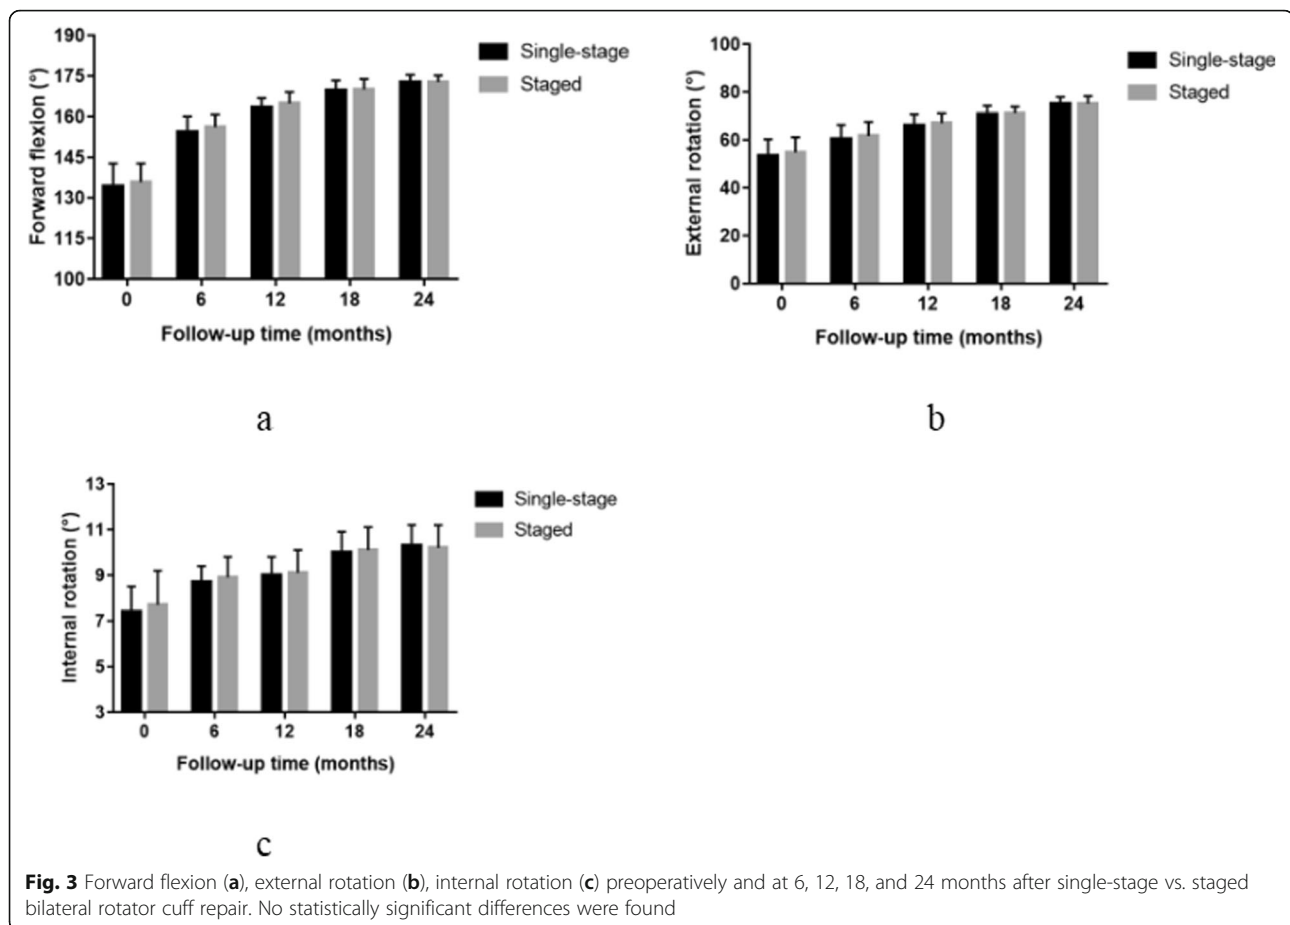 190
175
160
145
130
115
100
Forward flexion (°)
Single-stage
Staged
0 6 12 18 24
Follow-up time (months)
a
100
80
60
40
20
0
External rotation (°)
Single-stage
Staged
0 6 12 18 24
Follow-up time (months)
b
13
11
9
7
5
3
Internal rotation (°)
Single-stage
Staged
0 6 12 18 24
Follow-up time (months)
c
Fig. 3 Forward flexion (a), external rotation (b), internal rotation (c) preoperatively and at 6, 12, 18, and 24 months after single-stage vs. staged
bilateral rotator cuff repair. No statistically significant differences were found